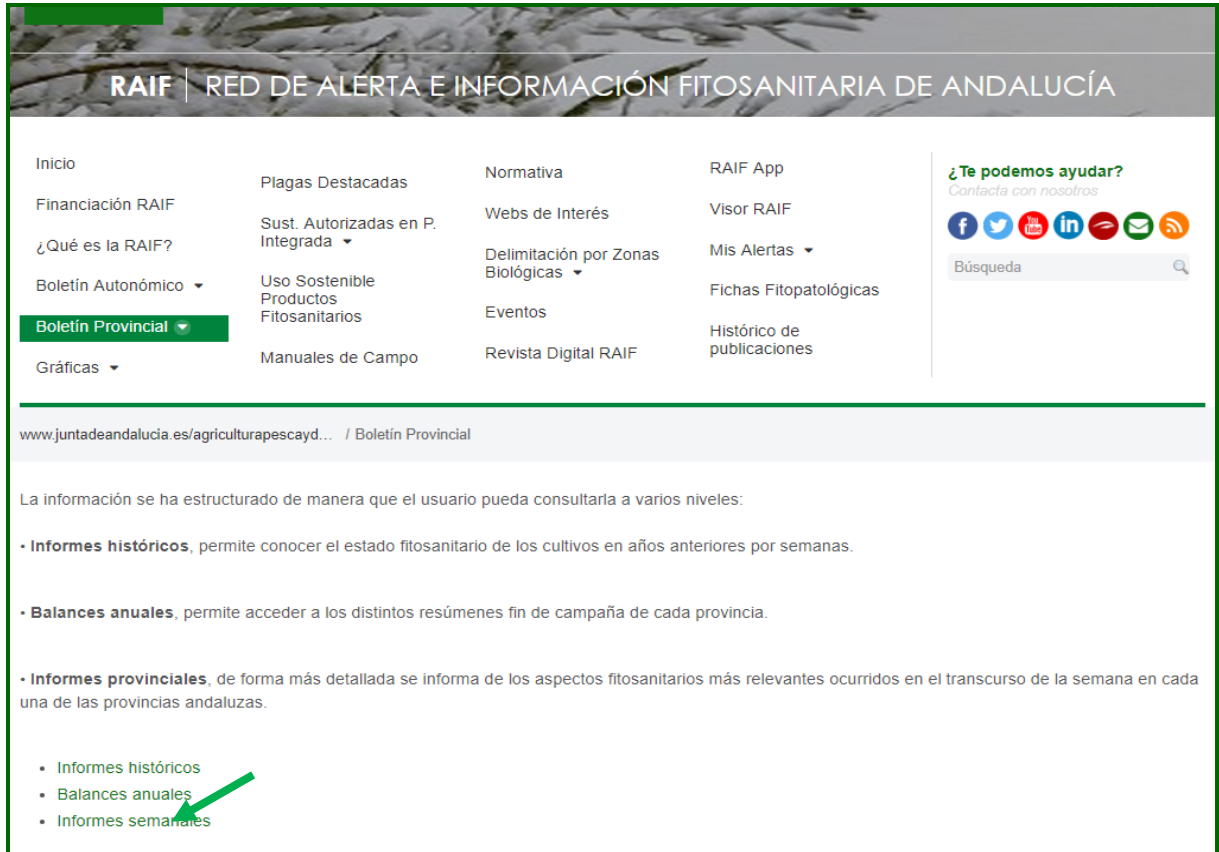 RAIF | RED DE ALERTA E INFORMACIÓN FITOSANITARIA DE ANDALUCÍA
Inicio
Financiación RAIF
¿Qué es la RAIF?
Boletín Autonómico
Boletín Provincial
Gráficas
Plagas Destacadas
Sust. Autorizadas en P.
Integrada
Uso Sostenible
Productos
Fitosanitarios
Manuales de Campo
Normativa
Webs de Interés
Delimitación por Zonas
Biológicas
Eventos
Revista Digital RAIF
RAIF App
Visor RAIF
Mis Alertas
Fichas Fitopatológicas
Histórico de
publicaciones
¿Te podemos ayudar?
Contacta con nosotros
f You Tube in
Búsqueda
www.juntadeandalucia.es/agriculturapescayd... / Boletín Provincial
La información se ha estructurado de manera que el usuario pueda consultarla a varios niveles:
• Informes históricos, permite conocer el estado fitosanitario de los cultivos en años anteriores por semanas.
• Balances anuales, permite acceder a los distintos resúmenes fin de campaña de cada provincia.
• Informes provinciales, de forma más detallada se informa de los aspectos fitosanitarios más relevantes ocurridos en el transcurso de la semana en cada
una de las provincias andaluzas.
• Informes históricos
• Balances anuales
• Informes semanales